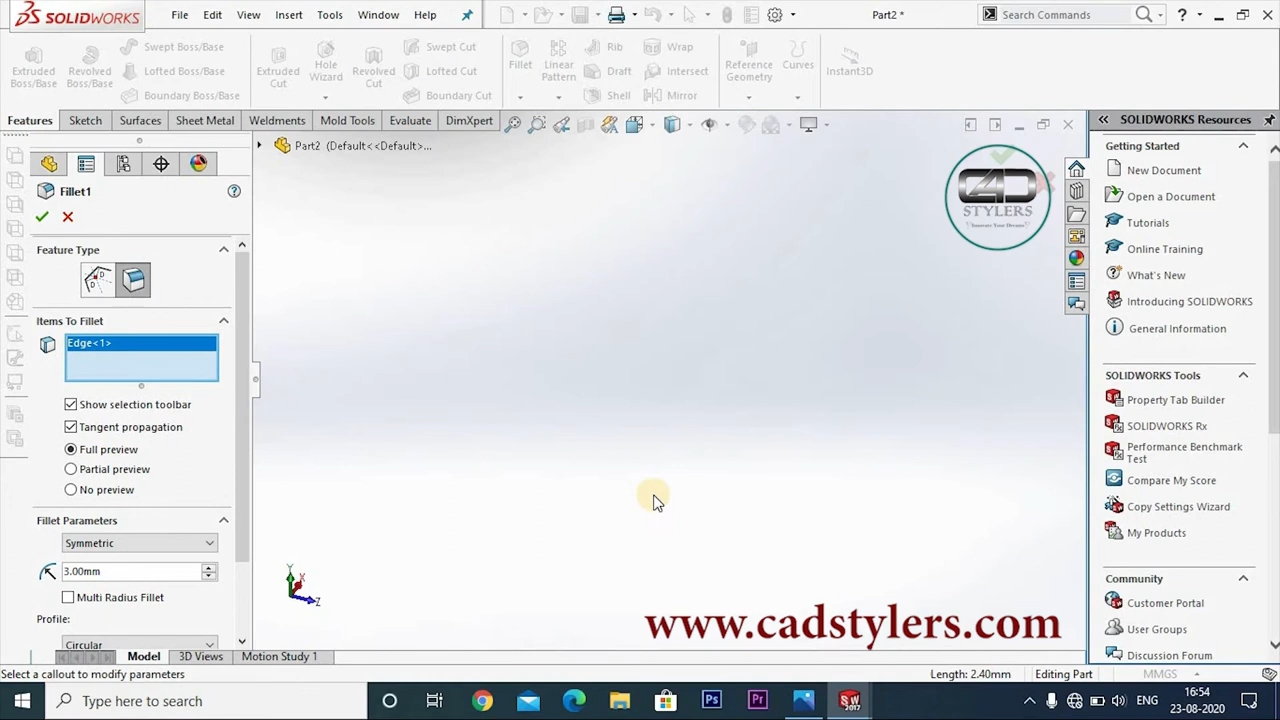 SOLIDWORKS File Edit View Insert Tools Window Help Part2 * Search Commands
Extruded Boss/Base
Revolved Boss/Base
Swept Boss/Base
Lofted Boss/Base
Boundary Boss/Base
Extruded Cut
Hole Wizard
Revolved Cut
Swept Cut
Lofted Cut
Boundary Cut
Fillet
Linear Pattern
Rib
Draft
Shell
Wrap
Intersect
Mirror
Reference Geometry
Curves
Instant3D
Features Sketch Surfaces Sheet Metal Weldments Mold Tools Evaluate DimXpert
Part2 (Default<<Default>...
Fillet1
Feature Type
Items To Fillet
Edge<1>
Show selection toolbar
Tangent propagation
Full preview
Partial preview
No preview
Fillet Parameters
Symmetric
3.00mm
Multi Radius Fillet
Profile:
Circular
Y
X
Z
CAD
STYLERS
"Innovate Your Dreams"
www.cadstylers.com
SOLIDWORKS Resources
Getting Started
New Document
Open a Document
Tutorials
Online Training
What's New
Introducing SOLIDWORKS
General Information
SOLIDWORKS Tools
Property Tab Builder
SOLIDWORKS Rx
Performance Benchmark
Test
Compare My Score
Copy Settings Wizard
My Products
Community
Customer Portal
User Groups
Discussion Forum
Model 3D Views Motion Study 1
Select a callout to modify parameters Length: 2.40mm Editing Part MMGS
Type here to search
Ps
Pr
SW
2017
ENG
16:54
23-08-2020